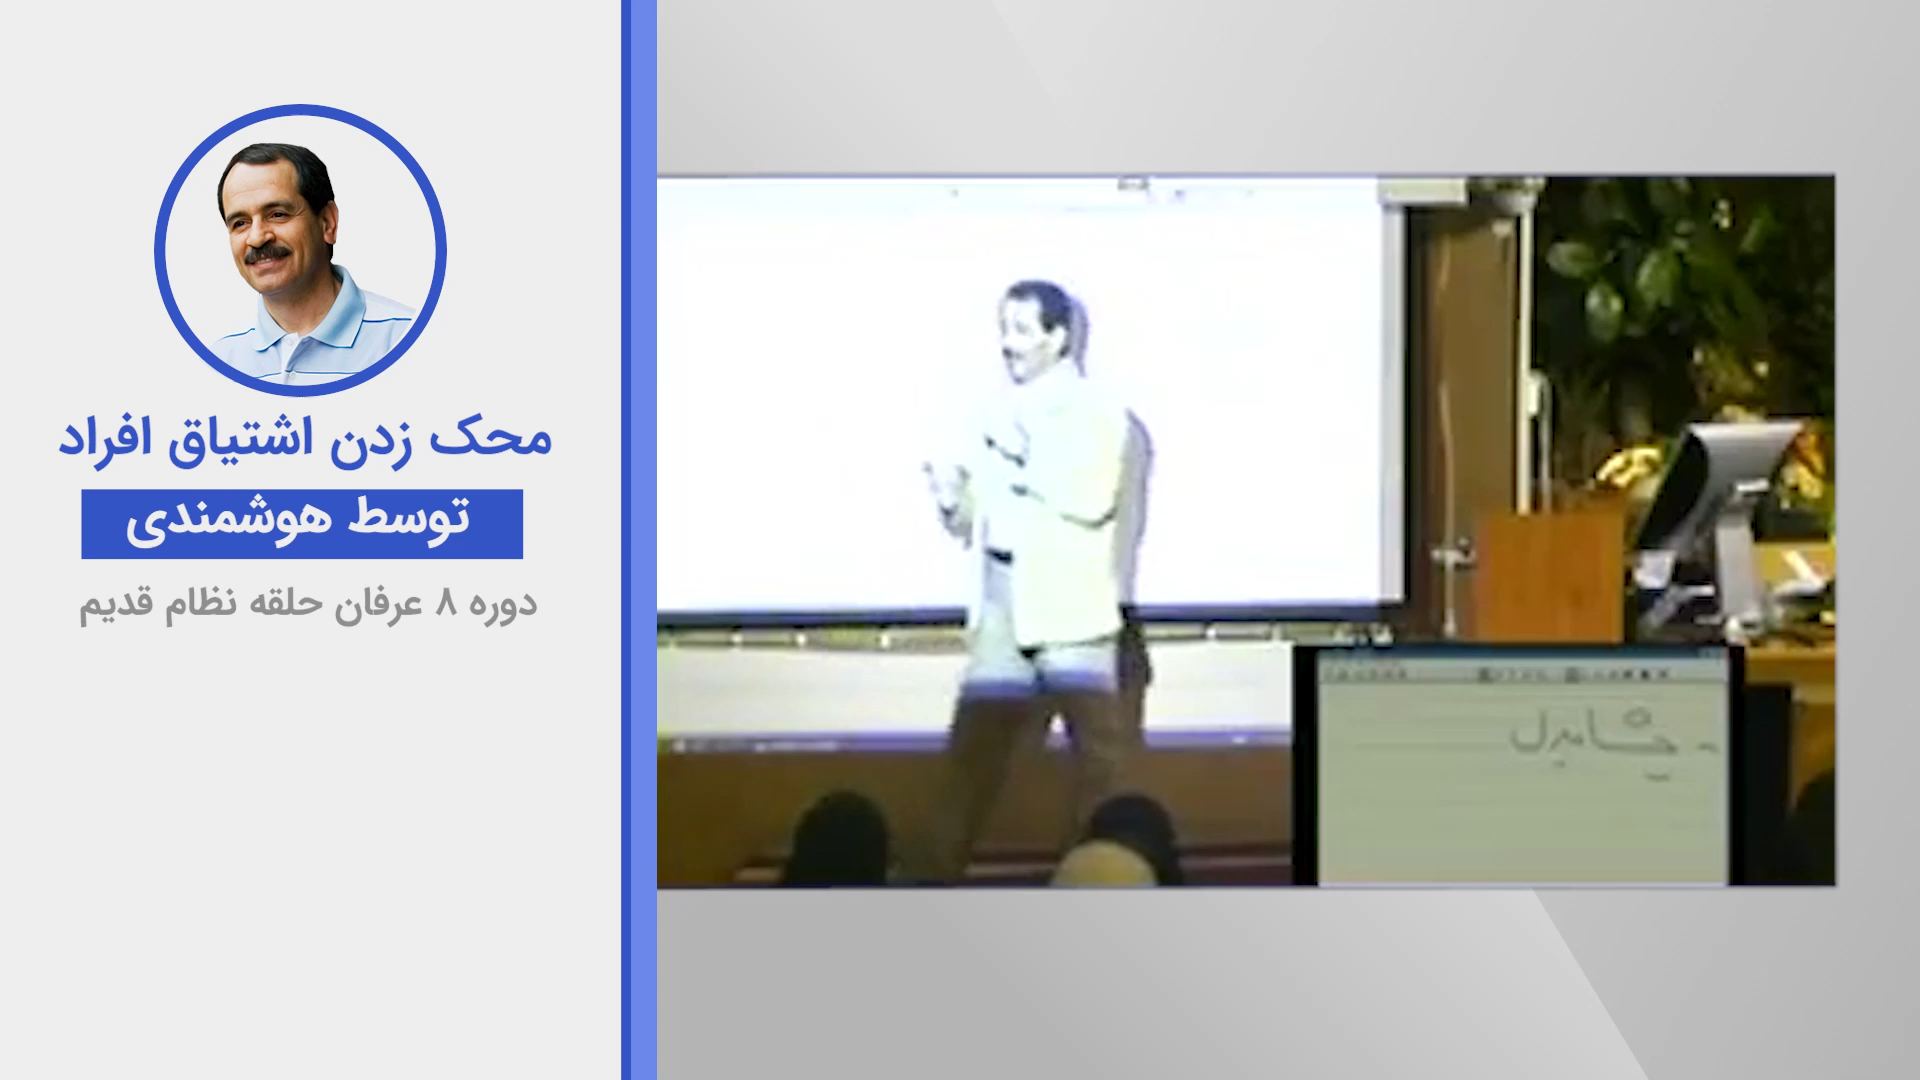 محک زدن اشتیاق افراد
توسط هوشمندی
دوره ۸ عرفان حلقه نظام قدیم